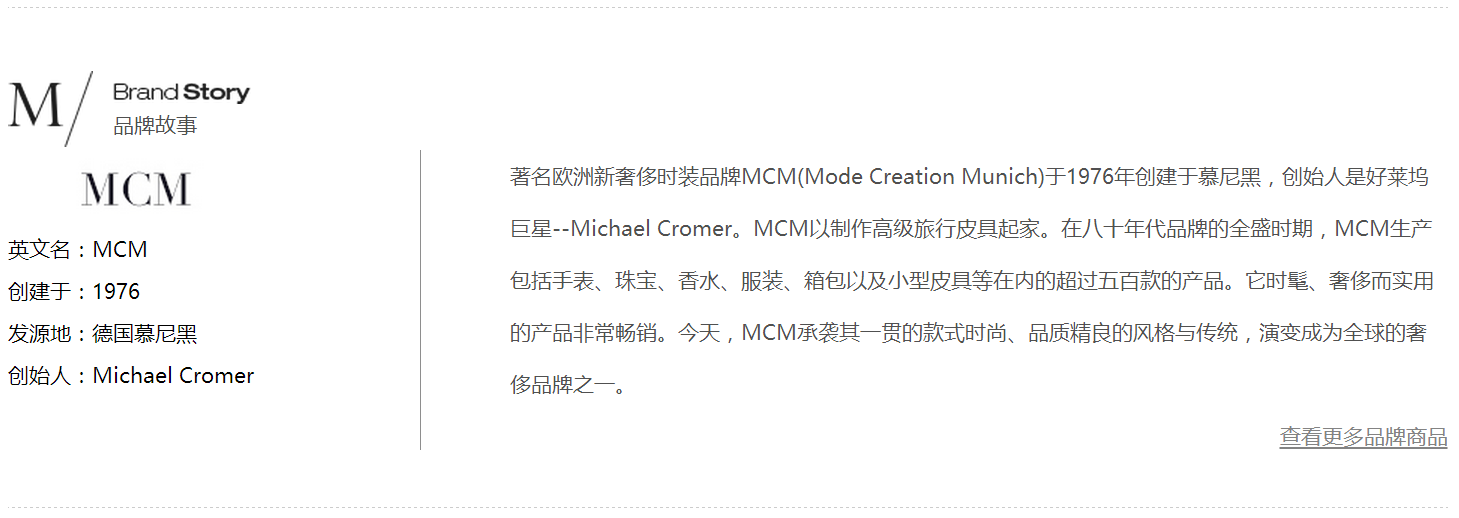 M/
Brand Story
品牌故事
MCM
英文名：MCM
创建于：1976
发源地：德国慕尼黑
创始人：Michael Cromer
著名欧洲新奢侈时装品牌MCM(Mode Creation Munich)于1976年创建于慕尼黑，创始人是好莱坞
巨星--Michael Cromer。MCM以制作高级旅行皮具起家。在八十年代品牌的全盛时期，MCM生产
包括手表、珠宝、香水、服装、箱包以及小型皮具等在内的超过五百款的产品。它时髦、奢侈而实用
的产品非常畅销。今天，MCM承袭其一贯的款式时尚、品质精良的风格与传统，演变成为全球的奢
侈品牌之一。
查看更多品牌商品